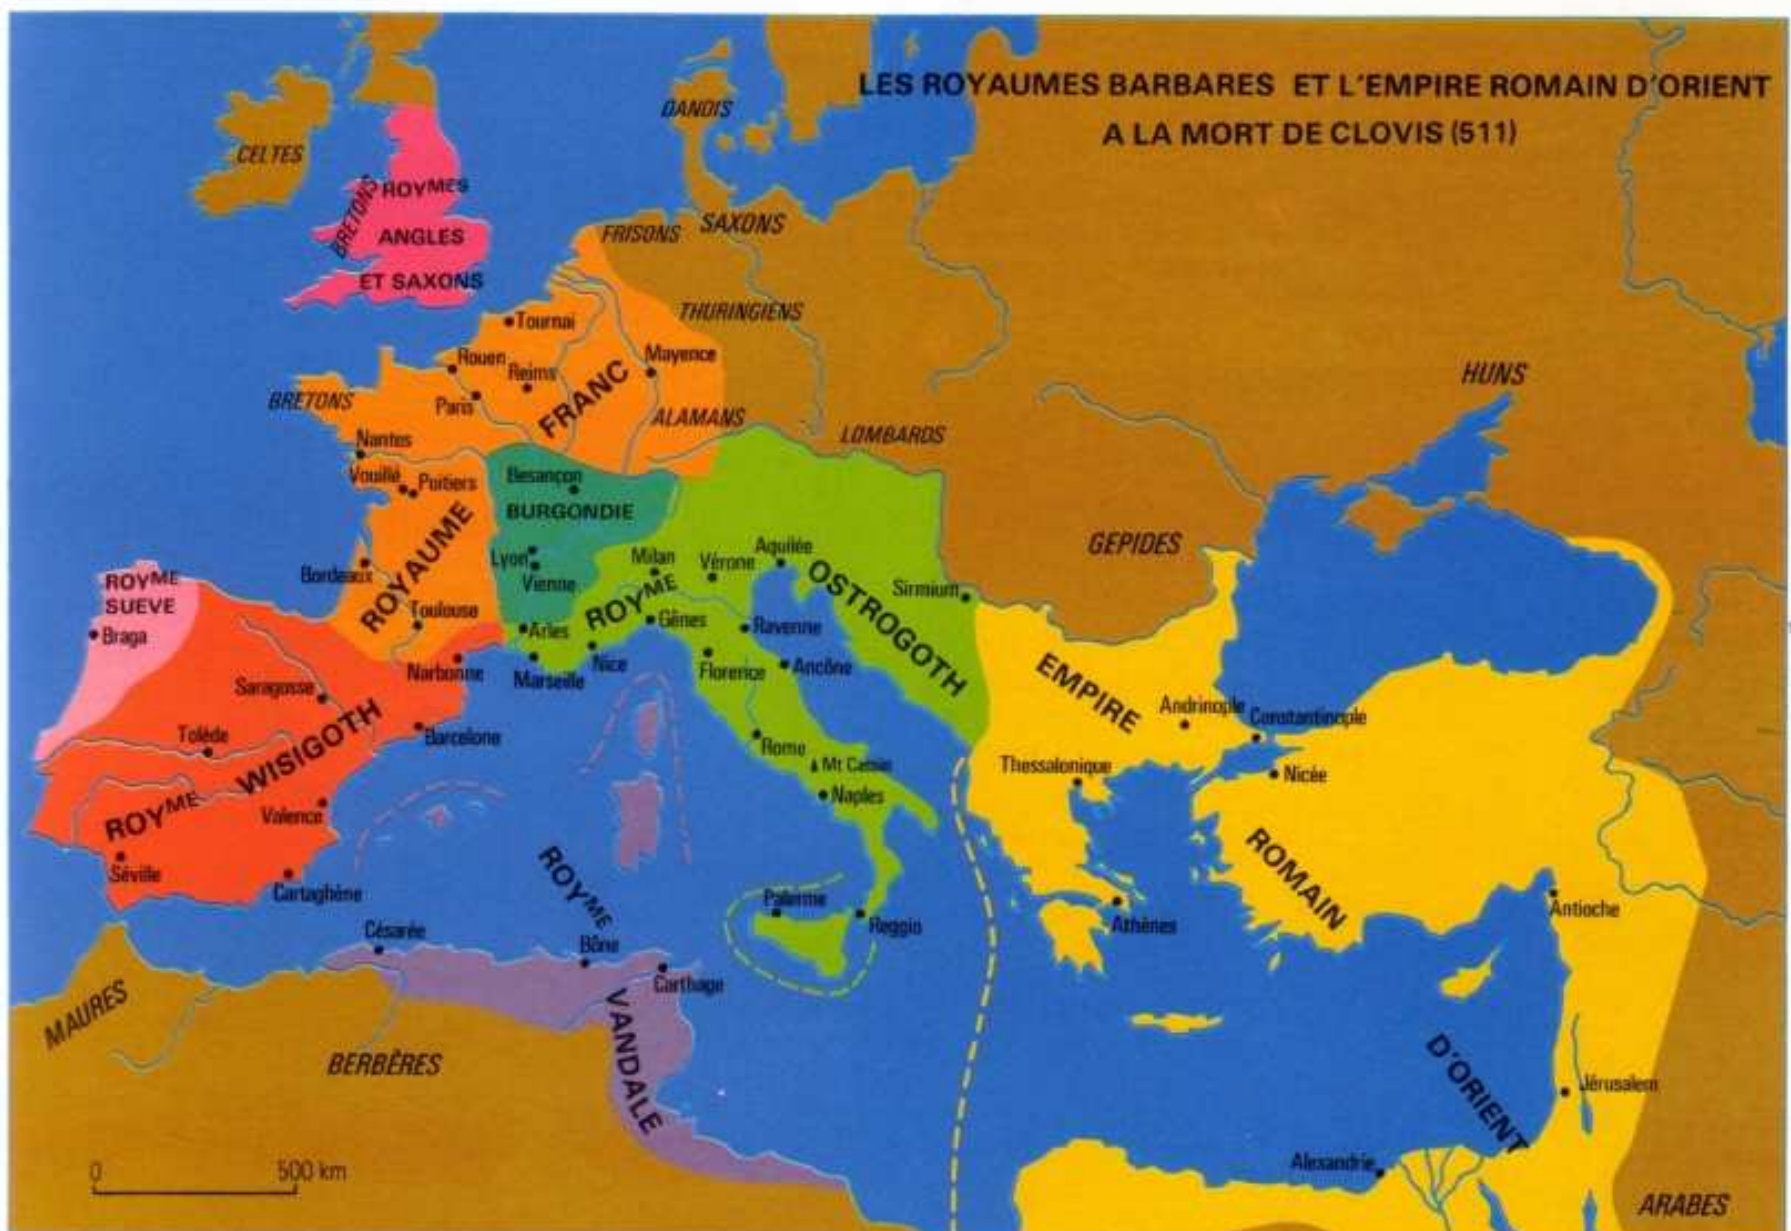 LES ROYAUMES BARBARES ET L'EMPIRE ROMAIN D'ORIENT
A LA MORT DE CLOVIS (511)
DANOIS
CELTES
BRETONS
ROYMES
ANGLES
ET SAXONS
FRISONS
SAXONS
THURINGIENS
Tournai
Rouen
Reims
Mayence
Paris
FRANC
BRETONS
ALAMANS
LOMBARDS
HUNS
Nantes
Vouillé
Poitiers
Besançon
BURGONDIE
ROYAUME
Lyon
Vienne
Milan
Vérone
Aquilée
GEPIDES
Bordeaux
ROYME
SUEVE
Braga
Toulouse
ROYME
OSTROGOTH
Sirmium
Arles
Gênes
Ravenne
Narbonne
Marseille
Nice
Florence
Ancône
Saragosse
Tolède
Barcelone
ROYME WISIGOTH
Valence
Séville
Cartaghène
Rome
Mt Cassin
Naples
EMPIRE
Andrinople
Constantinople
Thessalonique
Nicée
ROMAIN
Palerme
Reggio
Athènes
Antioche
Césarée
Bône
Carthage
ROYME
VANDALE
MAURES
BERBÈRES
D'ORIENT
Jérusalem
Alexandrie
ARABES
0 500 km